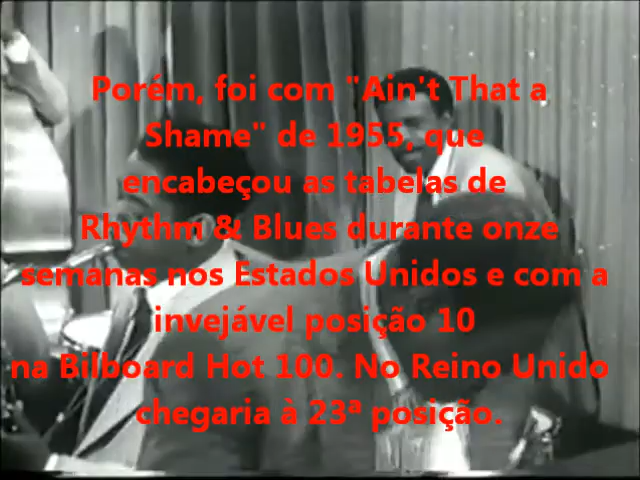 Porém, foi com "Ain't That a
Shame" de 1955, que
encabeçou as tabelas de
Rhythm & Blues durante onze
semanas nos Estados Unidos e com a
invejável posição 10
na Bilboard Hot 100. No Reino Unido
chegaria à 23ª posição.